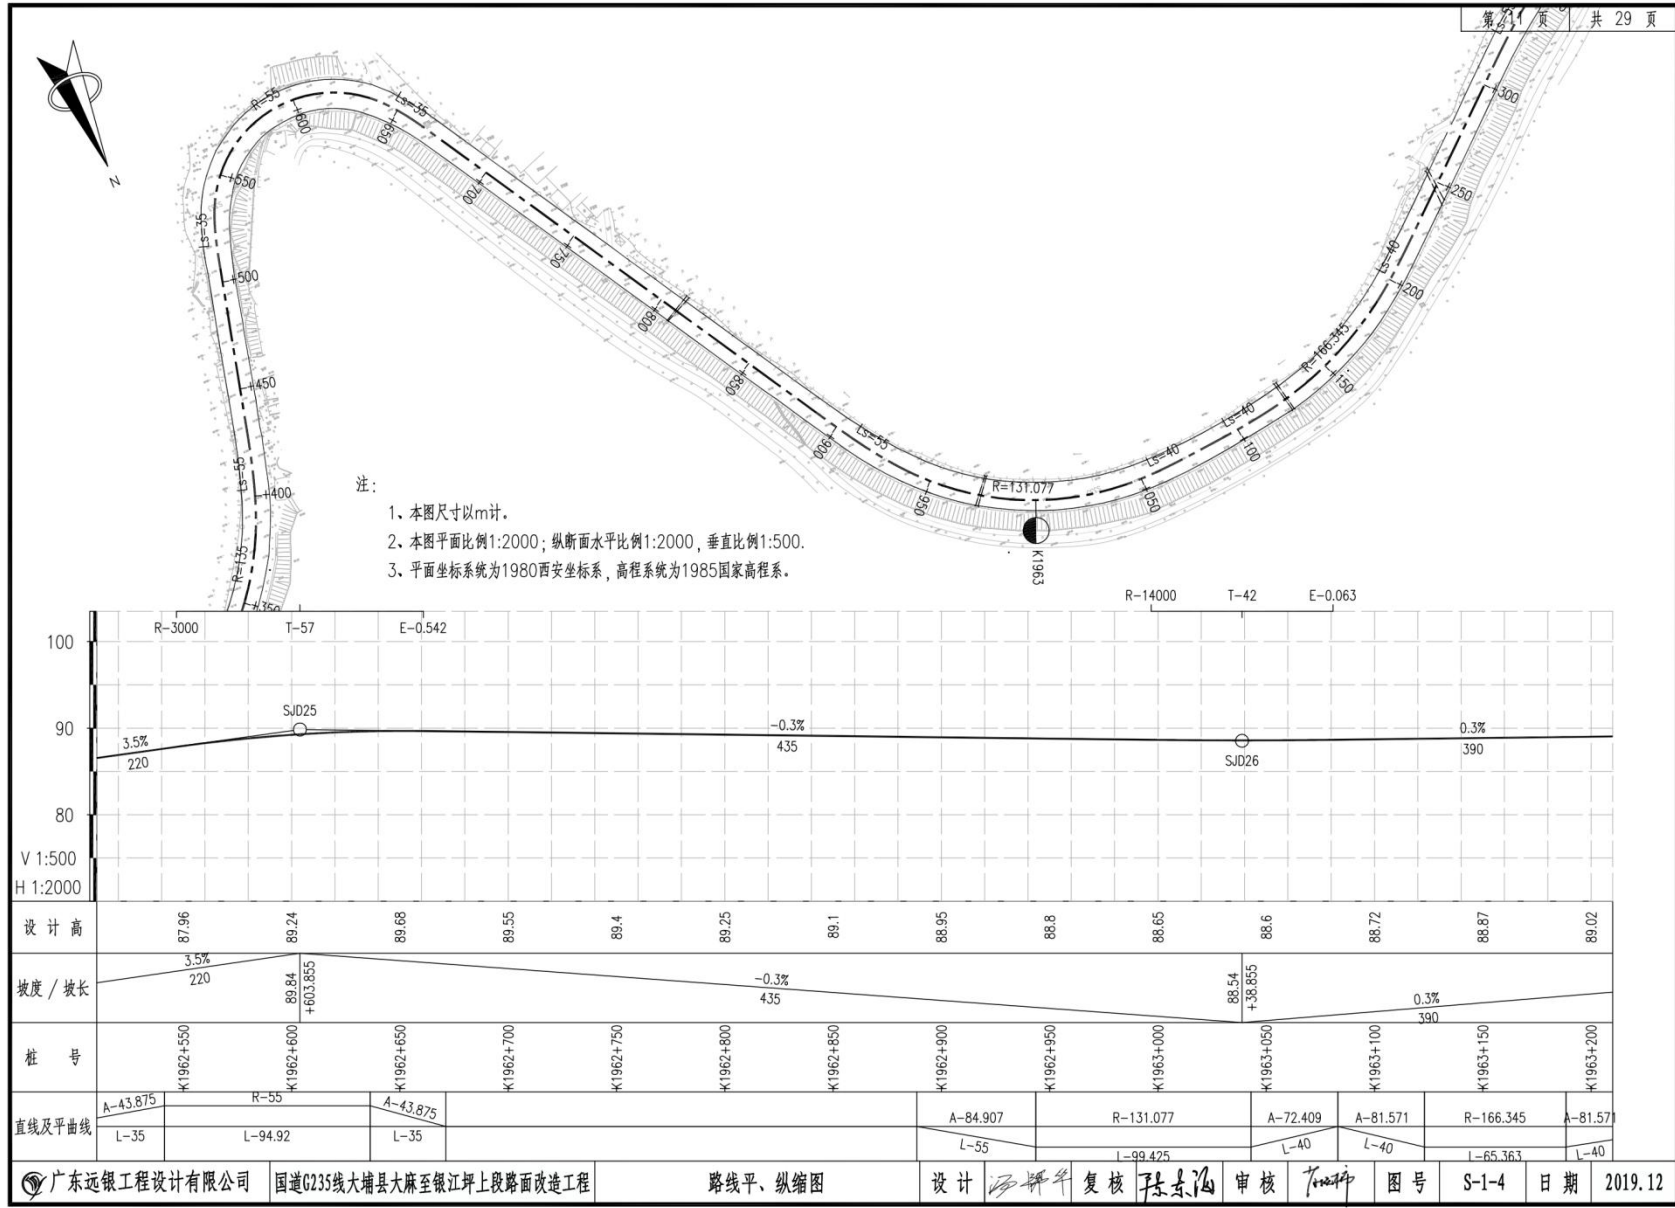 第 11 页 共 29 页
N
R=55
Ls=35
+600
+650
+550
+700
Ls=35
+500
+750
+800
+450
+850
Ls=55
+400
+900
Ls=55
R=135
+350
+950
R=131.077
K1963
+050
Ls=40
+100
Ls=40
+150
R=166.345
+200
Ls=40
+250
+300
注：
1、本图尺寸以m计。
2、本图平面比例1:2000；纵断面水平比例1:2000，垂直比例1:500.
3、平面坐标系统为1980西安坐标系，高程系统为1985国家高程系。
R-3000 T-57 E-0.542
R-14000 T-42 E-0.063
100
90
80
V 1:500
H 1:2000
3.5%
220
SJD25
-0.3%
435
SJD26
0.3%
390
设 计 高 87.96 89.24 89.68 89.55 89.4 89.25 89.1 88.95 88.8 88.65 88.6 88.72 88.87 89.02
坡度 / 坡长
3.5%
220
89.84
+603.855
-0.3%
435
88.54
+38.855
0.3%
390
桩 号 K1962+550 K1962+600 K1962+650 K1962+700 K1962+750 K1962+800 K1962+850 K1962+900 K1962+950 K1963+000 K1963+050 K1963+100 K1963+150 K1963+200
直线及平曲线
A-43.875 R-55 A-43.875 A-84.907 R-131.077 A-72.409 A-81.571 R-166.345 A-81.571
L-35 L-94.92 L-35 L-55 L-99.425 L-40 L-40 L-65.363 L-40
广东远银工程设计有限公司 国道G235线大埔县大麻至银江坪上段路面改造工程 路线平、纵缩图 设 计 复 核 审 核 图 号 S-1-4 日 期 2019.12